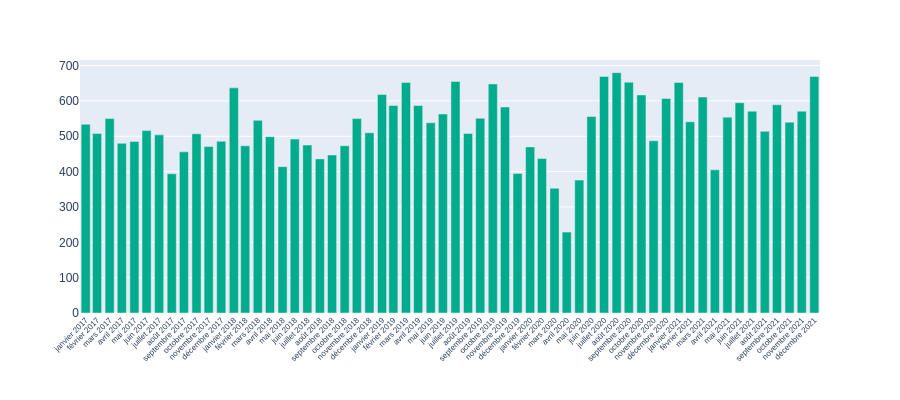 700
600
500
400
300
200
100
0
janvier 2017
février 2017
mars 2017
avril 2017
mai 2017
juin 2017
juillet 2017
août 2017
septembre 2017
octobre 2017
novembre 2017
décembre 2017
janvier 2018
février 2018
mars 2018
avril 2018
mai 2018
juin 2018
juillet 2018
août 2018
septembre 2018
octobre 2018
novembre 2018
décembre 2018
janvier 2019
février 2019
mars 2019
avril 2019
mai 2019
juin 2019
juillet 2019
août 2019
septembre 2019
octobre 2019
novembre 2019
décembre 2019
janvier 2020
février 2020
mars 2020
avril 2020
mai 2020
juin 2020
juillet 2020
août 2020
septembre 2020
octobre 2020
novembre 2020
décembre 2020
janvier 2021
février 2021
mars 2021
avril 2021
mai 2021
juin 2021
juillet 2021
août 2021
septembre 2021
octobre 2021
novembre 2021
décembre 2021